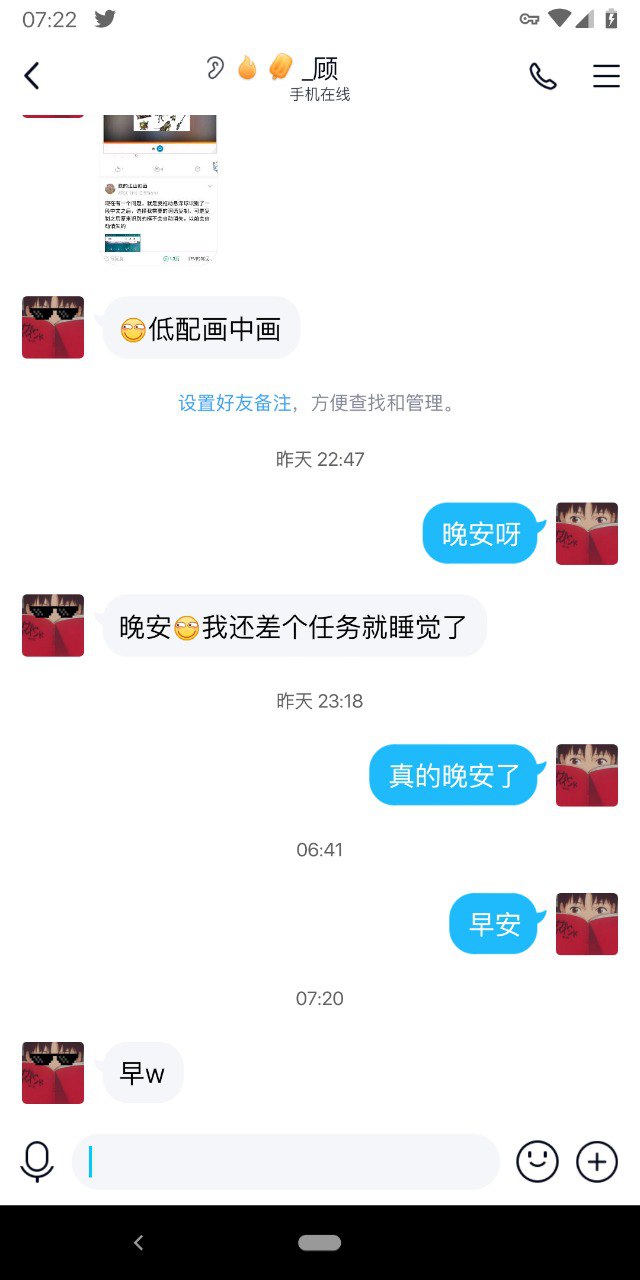 07:22
_顾
手机在线
低配画中画
设置好友备注，方便查找和管理。
昨天 22:47
晚安呀
晚安我还差个任务就睡觉了
昨天 23:18
真的晚安了
06:41
早安
07:20
早w